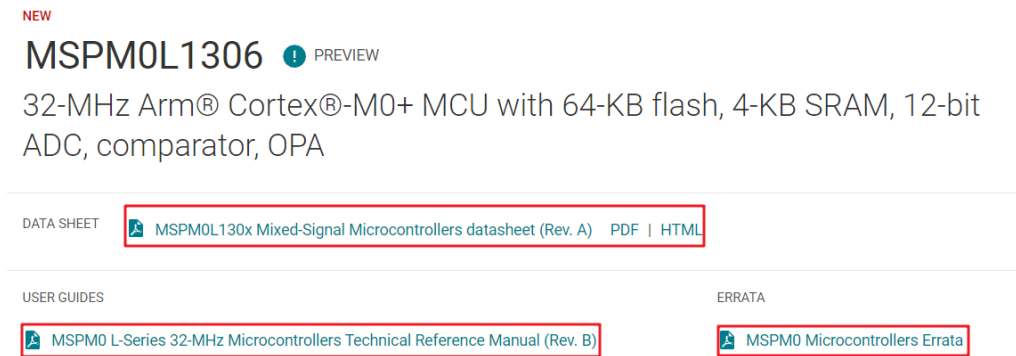 NEW
MSPM0L1306 ! PREVIEW
32-MHz Arm® Cortex®-M0+ MCU with 64-KB flash, 4-KB SRAM, 12-bit
ADC, comparator, OPA
DATA SHEET MSPM0L130x Mixed-Signal Microcontrollers datasheet (Rev. A) PDF | HTML
USER GUIDES ERRATA
MSPM0 L-Series 32-MHz Microcontrollers Technical Reference Manual (Rev. B) MSPM0 Microcontrollers Errata